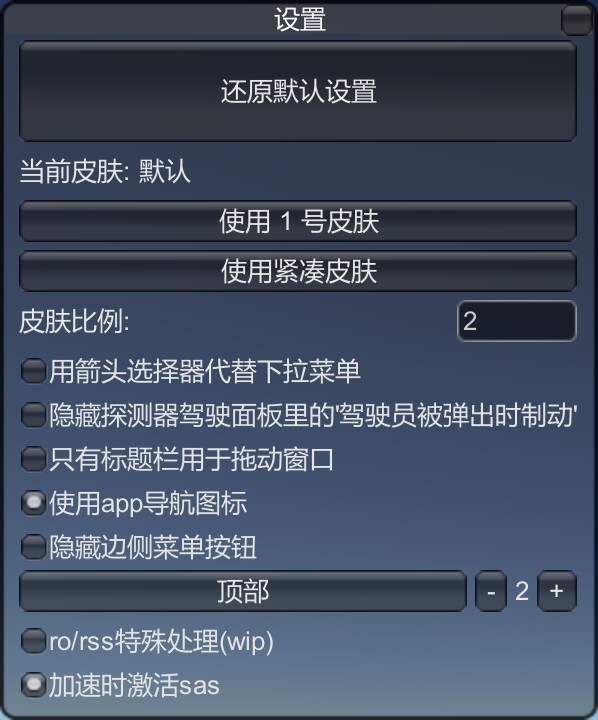 设置
还原默认设置
当前皮肤: 默认
使用 1 号皮肤
使用紧凑皮肤
皮肤比例: 2
用箭头选择器代替下拉菜单
隐藏探测器驾驶面板里的'驾驶员被弹出时制动'
只有标题栏用于拖动窗口
使用app导航图标
隐藏边侧菜单按钮
顶部 - 2 +
ro/rss特殊处理(wip)
加速时激活sas